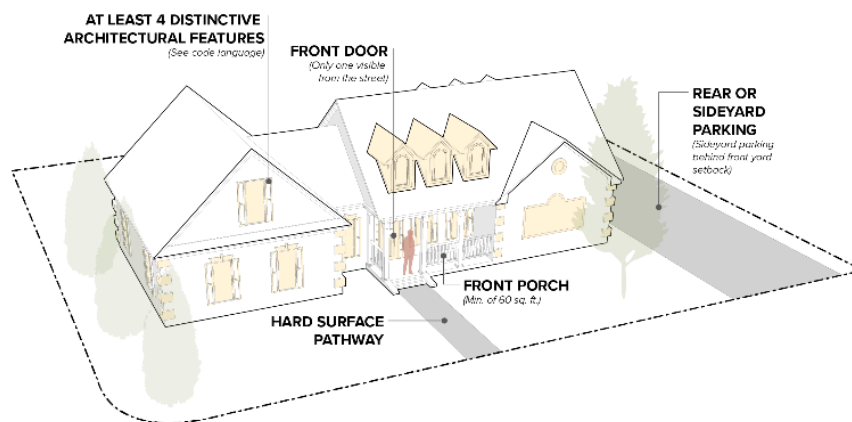 AT LEAST 4 DISTINCTIVE
ARCHITECTURAL FEATURES
(See code language)
FRONT DOOR
(Only one visible
from the street)
REAR OR
SIDEYARD
PARKING
(Sideyard parking
behind front yard
setback)
FRONT PORCH
(Min. of 60 sq. ft.)
HARD SURFACE
PATHWAY